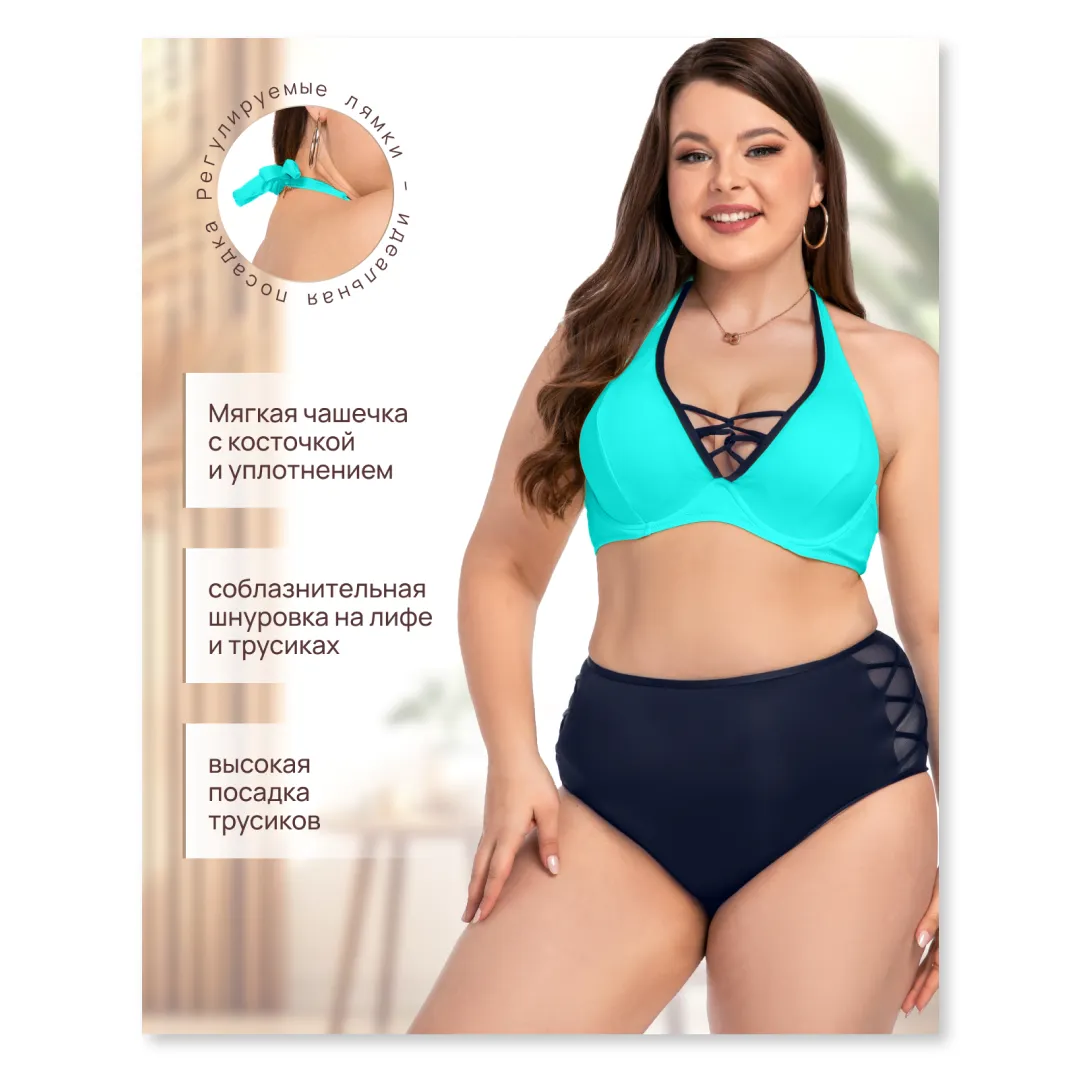 Регулируемые лямки – идеальная посадка
Мягкая чашечка
с косточкой
и уплотнением
соблазнительная
шнуровка на лифе
и трусиках
высокая
посадка
трусиков